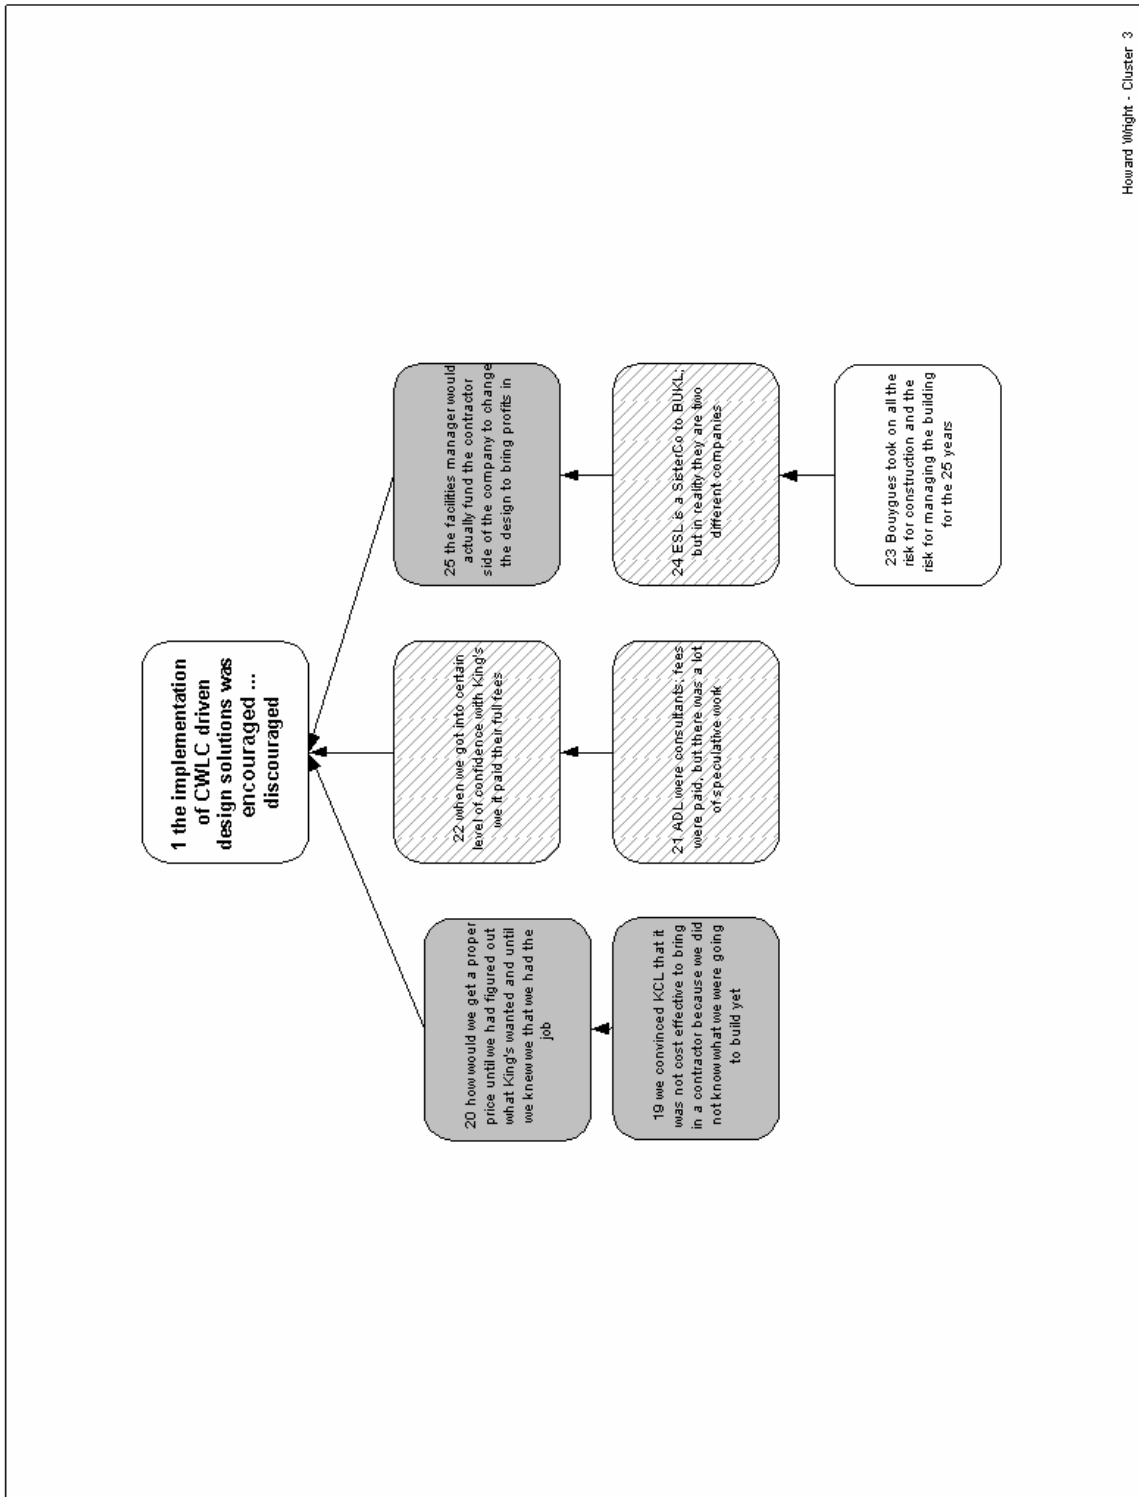 1 the implementation
of CWLC driven
design solutions was
encouraged ...
discouraged
20 how would we get a proper
price until we had figured out
what King's wanted and until
we knew we that we had the
job
22 when we got into certain
level of confidence with King's
we it paid their full fees
25 the facilities manager would
actually fund the contractor
side of the company to change
the design to bring profits in
19 we convinced KCL that it
was not cost effective to bring
in a contractor because we did
not know what we were going
to build yet
21 ADL were consultants; fees
were paid, but there was a lot
of speculative work
24 ESL is a SisterCo to BUKL;
but in reality they are two
different companies
23 Bouygues took on all the
risk for construction and the
risk for managing the building
for the 25 years
Howard Wright - Cluster 3